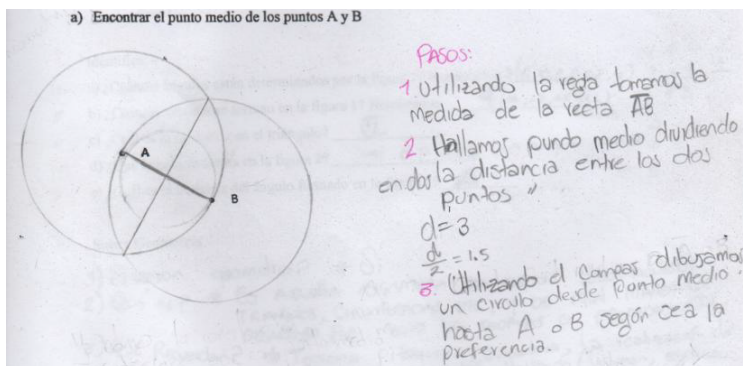 a) Encontrar el punto medio de los puntos A y B
A
B
PASOS:
1 Utilizando la regla tomamos la
medida de la recta AB
2 Hallamos pundo medio dividiendo
en dos la distancia entre los dos
puntos "
d=3
d/2 = 1.5
3. Utilizando el compas dibujamos
un circulo desde Punto medio
hasta A o B según cea la
preferencia.